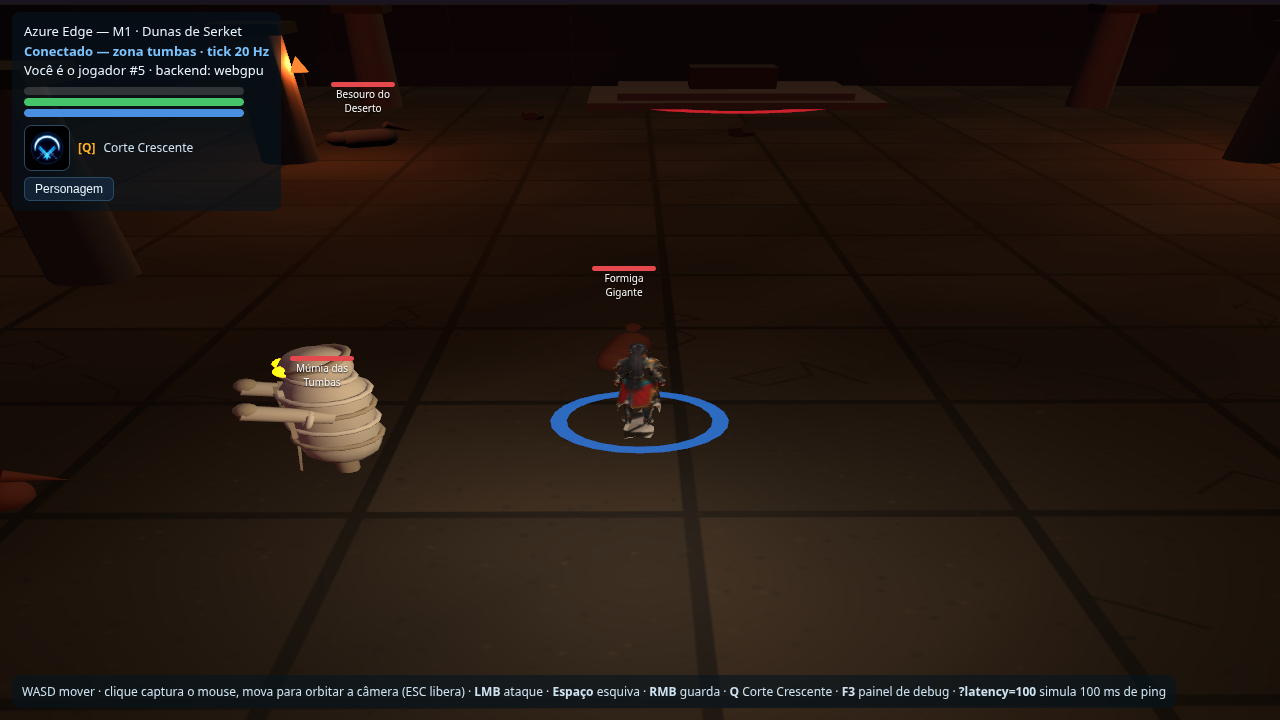 Azure Edge — M1 · Dunas de Serket
Conectado — zona tumbas · tick 20 Hz
Você é o jogador #5 · backend: webgpu
[Q] Corte Crescente
Personagem
Besouro do
Deserto
Formiga
Gigante
Múmia das
Tumbas
WASD mover · clique captura o mouse, mova para orbitar a câmera (ESC libera) · LMB ataque · Espaço esquiva · RMB guarda · Q Corte Crescente · F3 painel de debug · ?latency=100 simula 100 ms de ping